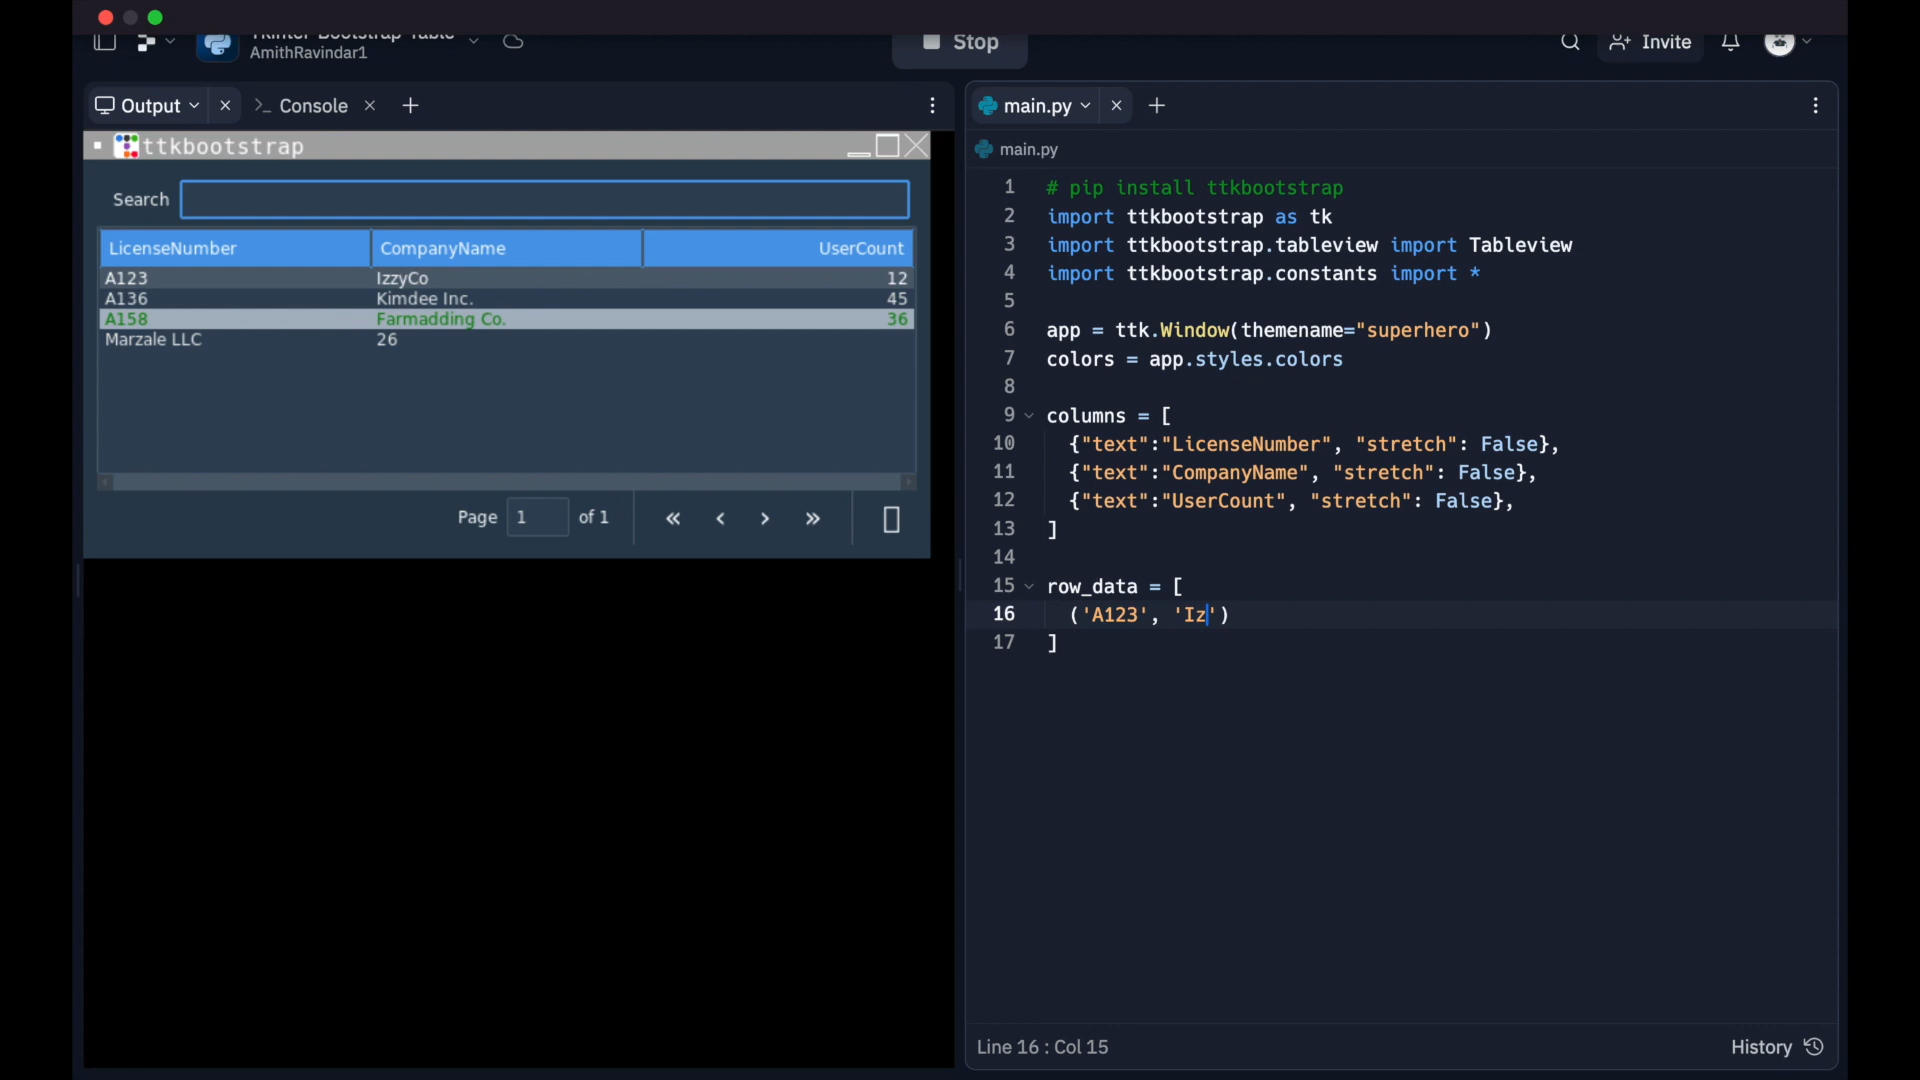 Tkinter Bootstrap Table
AmithRavindar1
Stop
Invite
Output
Console
main.py
ttkbootstrap
Search
LicenseNumber CompanyName UserCount
A123 IzzyCo 12
A136 Kimdee Inc. 45
A158 Farmadding Co. 36
Marzale LLC 26
Page 1 of 1
main.py
1 # pip install ttkbootstrap
2 import ttkbootstrap as tk
3 import ttkbootstrap.tableview import Tableview
4 import ttkbootstrap.constants import *
5
6 app = ttk.Window(themename="superhero")
7 colors = app.styles.colors
8
9 columns = [
10 {"text":"LicenseNumber", "stretch": False},
11 {"text":"CompanyName", "stretch": False},
12 {"text":"UserCount", "stretch": False},
13 ]
14
15 row_data = [
16 ('A123', 'Iz')
17 ]
Line 16 : Col 15
History